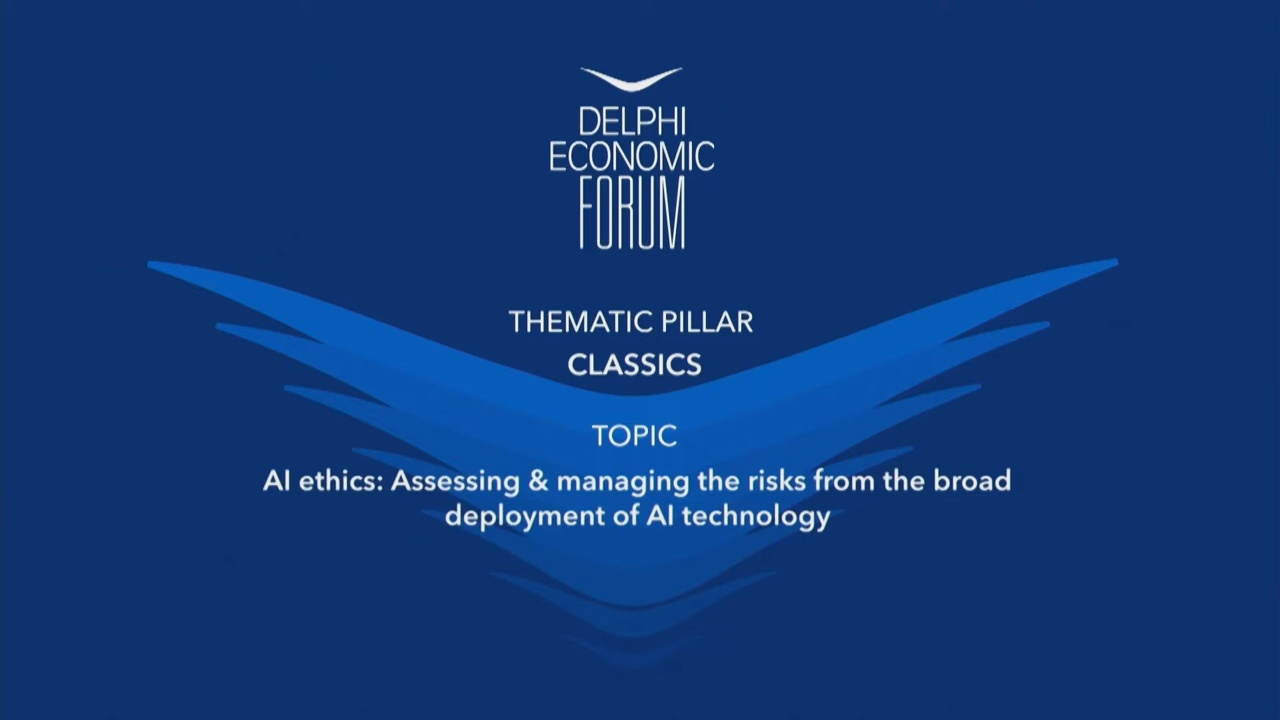 DELPHI
ECONOMIC
FORUM
THEMATIC PILLAR
CLASSICS
TOPIC
AI ethics: Assessing & managing the risks from the broad
deployment of AI technology